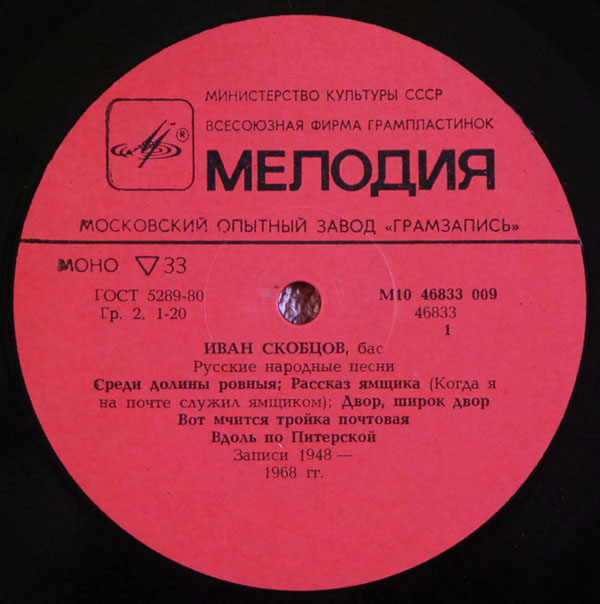 МИНИСТЕРСТВО КУЛЬТУРЫ СССР
ВСЕСОЮЗНАЯ ФИРМА ГРАМПЛАСТИНОК
®
МЕЛОДИЯ
МОСКОВСКИЙ ОПЫТНЫЙ ЗАВОД «ГРАМЗАПИСЬ»
МОНО ▽ 33
ГОСТ 5289-80
Гр. 2. 1-20
М10 46833 009
46833
1
ИВАН СКОБЦОВ, бас
Русские народные песни
Среди долины ровныя; Рассказ ямщика (Когда я
на почте служил ямщиком); Двор, широк двор
Вот мчится тройка почтовая
Вдоль по Питерской
Записи 1948 —
1968 гг.